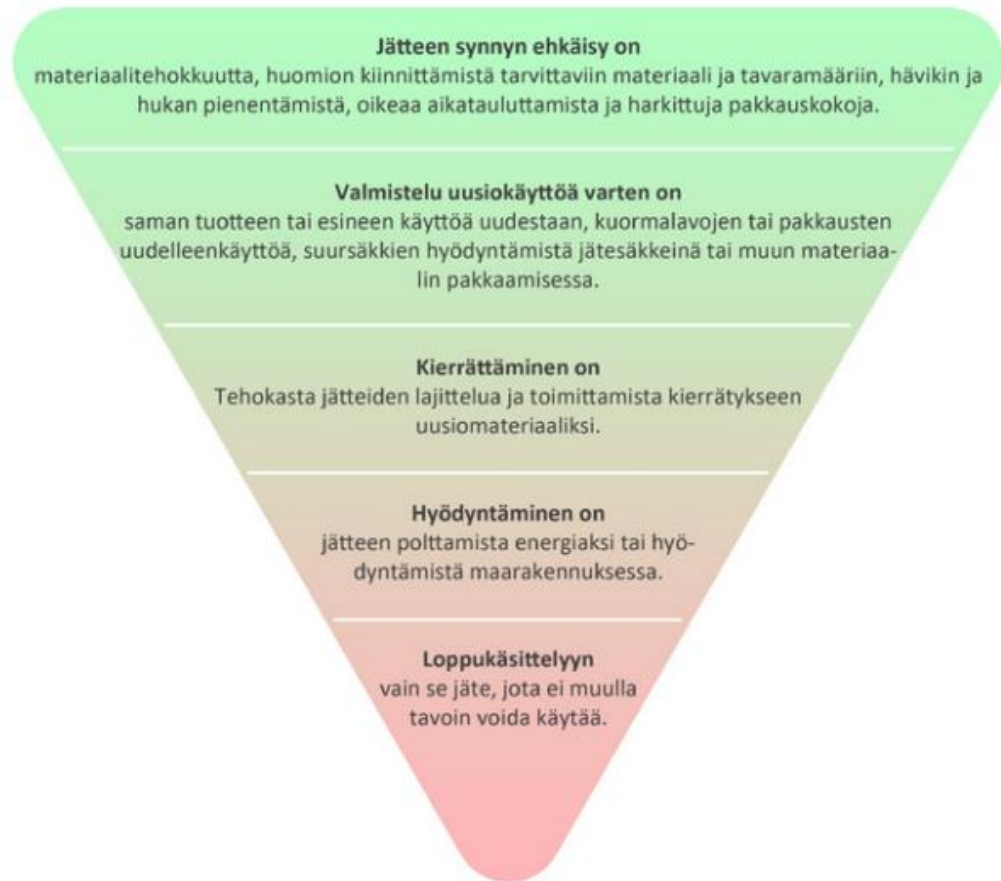 Jätteen synnyn ehkäisy on
materiaalitehokkuutta, huomion kiinnittämistä tarvittaviin materiaali ja tavaramääriin, hävikin ja
hukan pienentämistä, oikeaa aikatauluttamista ja harkittuja pakkauskokoja.
Valmistelu uusiokäyttöä varten on
saman tuotteen tai esineen käyttöä uudestaan, kuormalavojen tai pakkausten
uudelleenkäyttöä, suursäkkien hyödyntämistä jätesäkkeinä tai muun materiaa-
lin pakkaamisessa.
Kierrättäminen on
Tehokasta jätteiden lajittelua ja toimittamista kierrätykseen
uusiomateriaaliksi.
Hyödyntäminen on
jätteen polttamista energiaksi tai hyö-
dyntämistä maarakennuksessa.
Loppukäsittelyyn
vain se jäte, jota ei muulla
tavoin voida käytää.